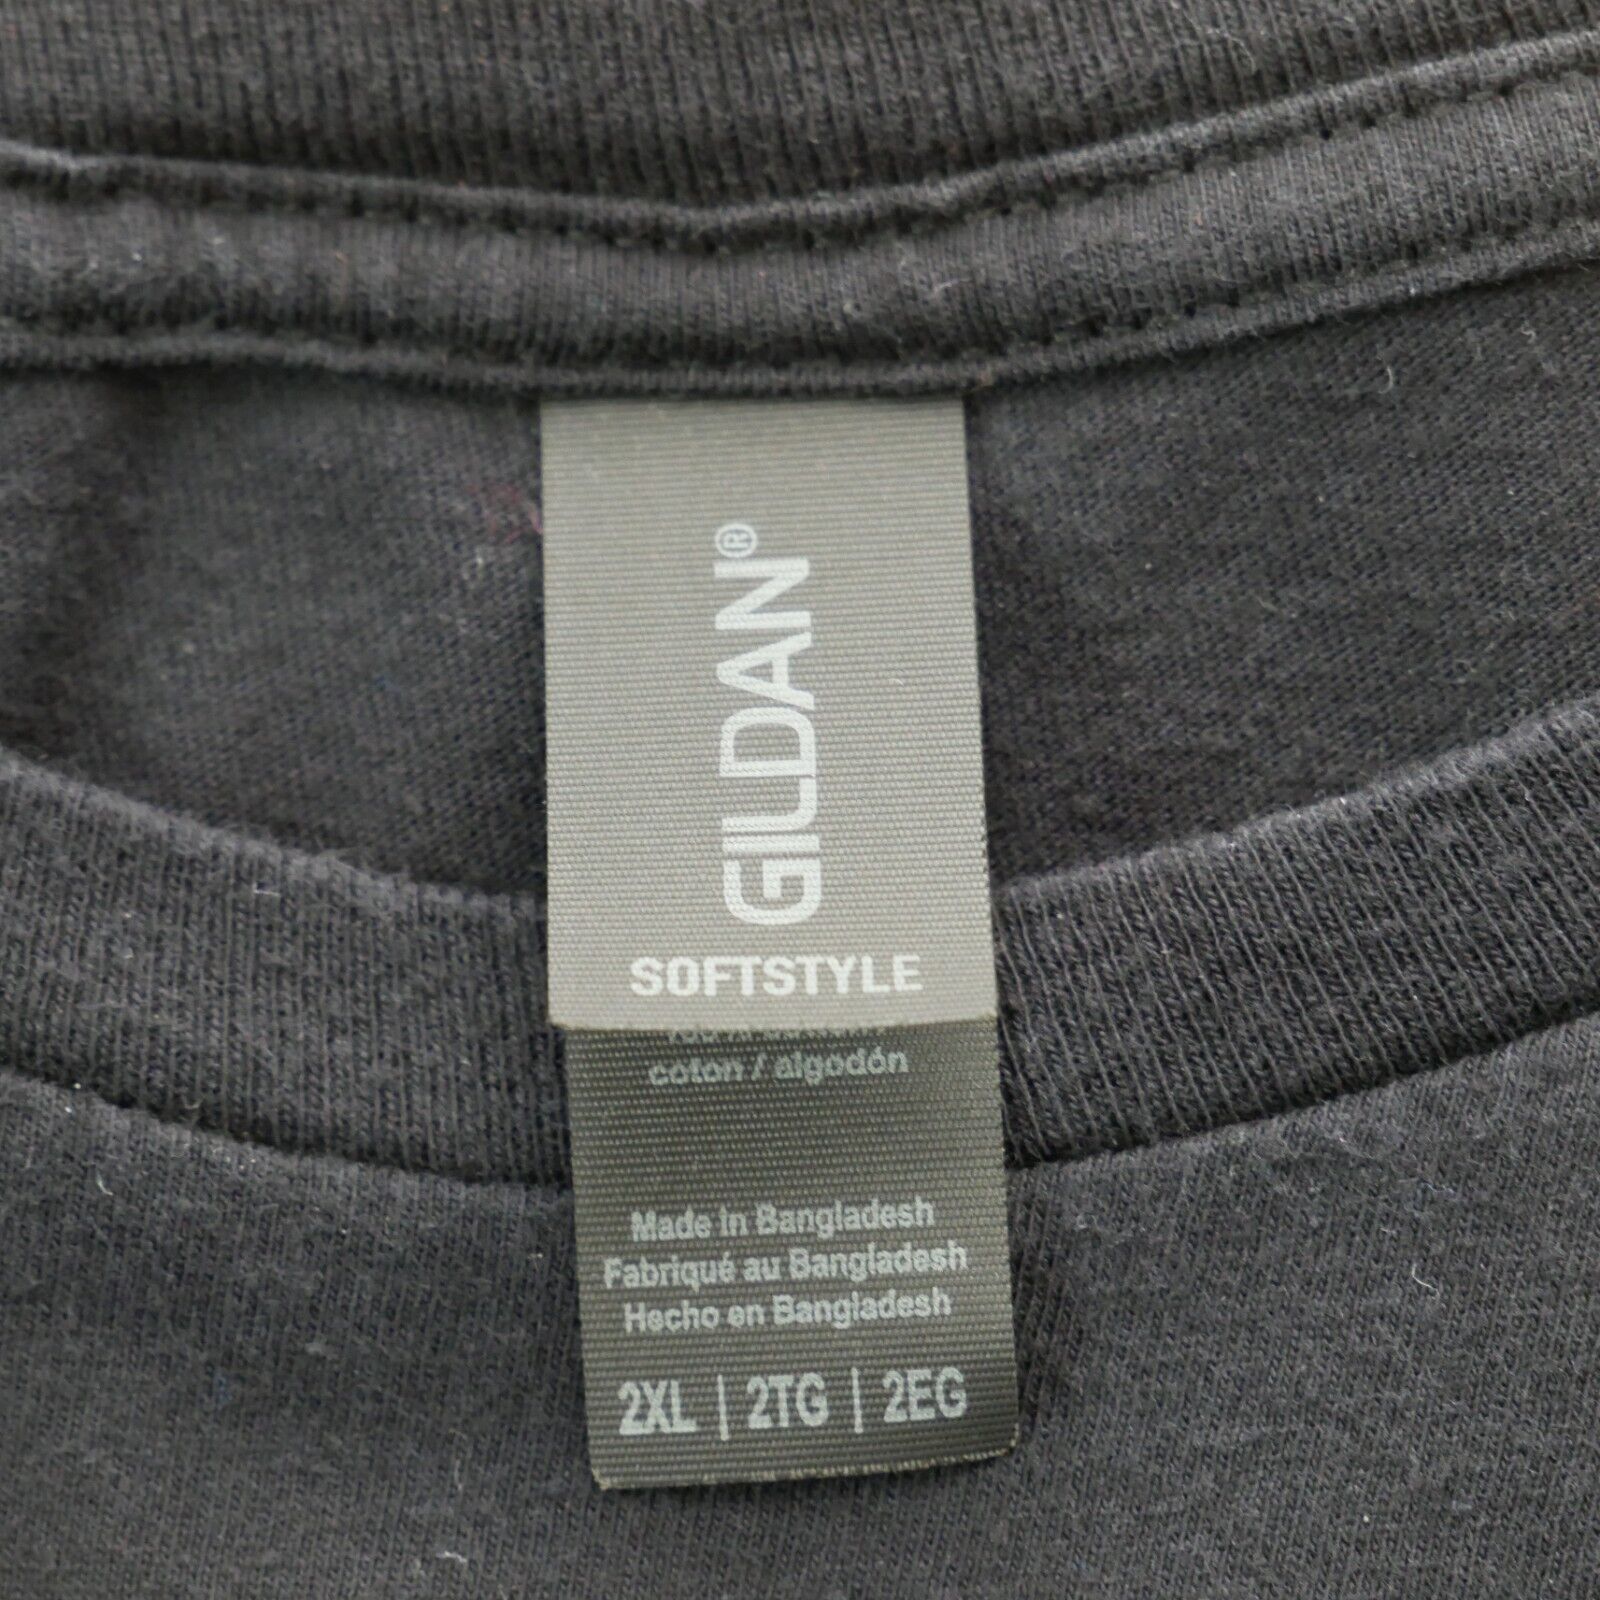 GILDAN®
SOFTSTYLE
coton / algodón
Made in Bangladesh
Fabriqué au Bangladesh
Hecho en Bangladesh
2XL | 2TG | 2EG